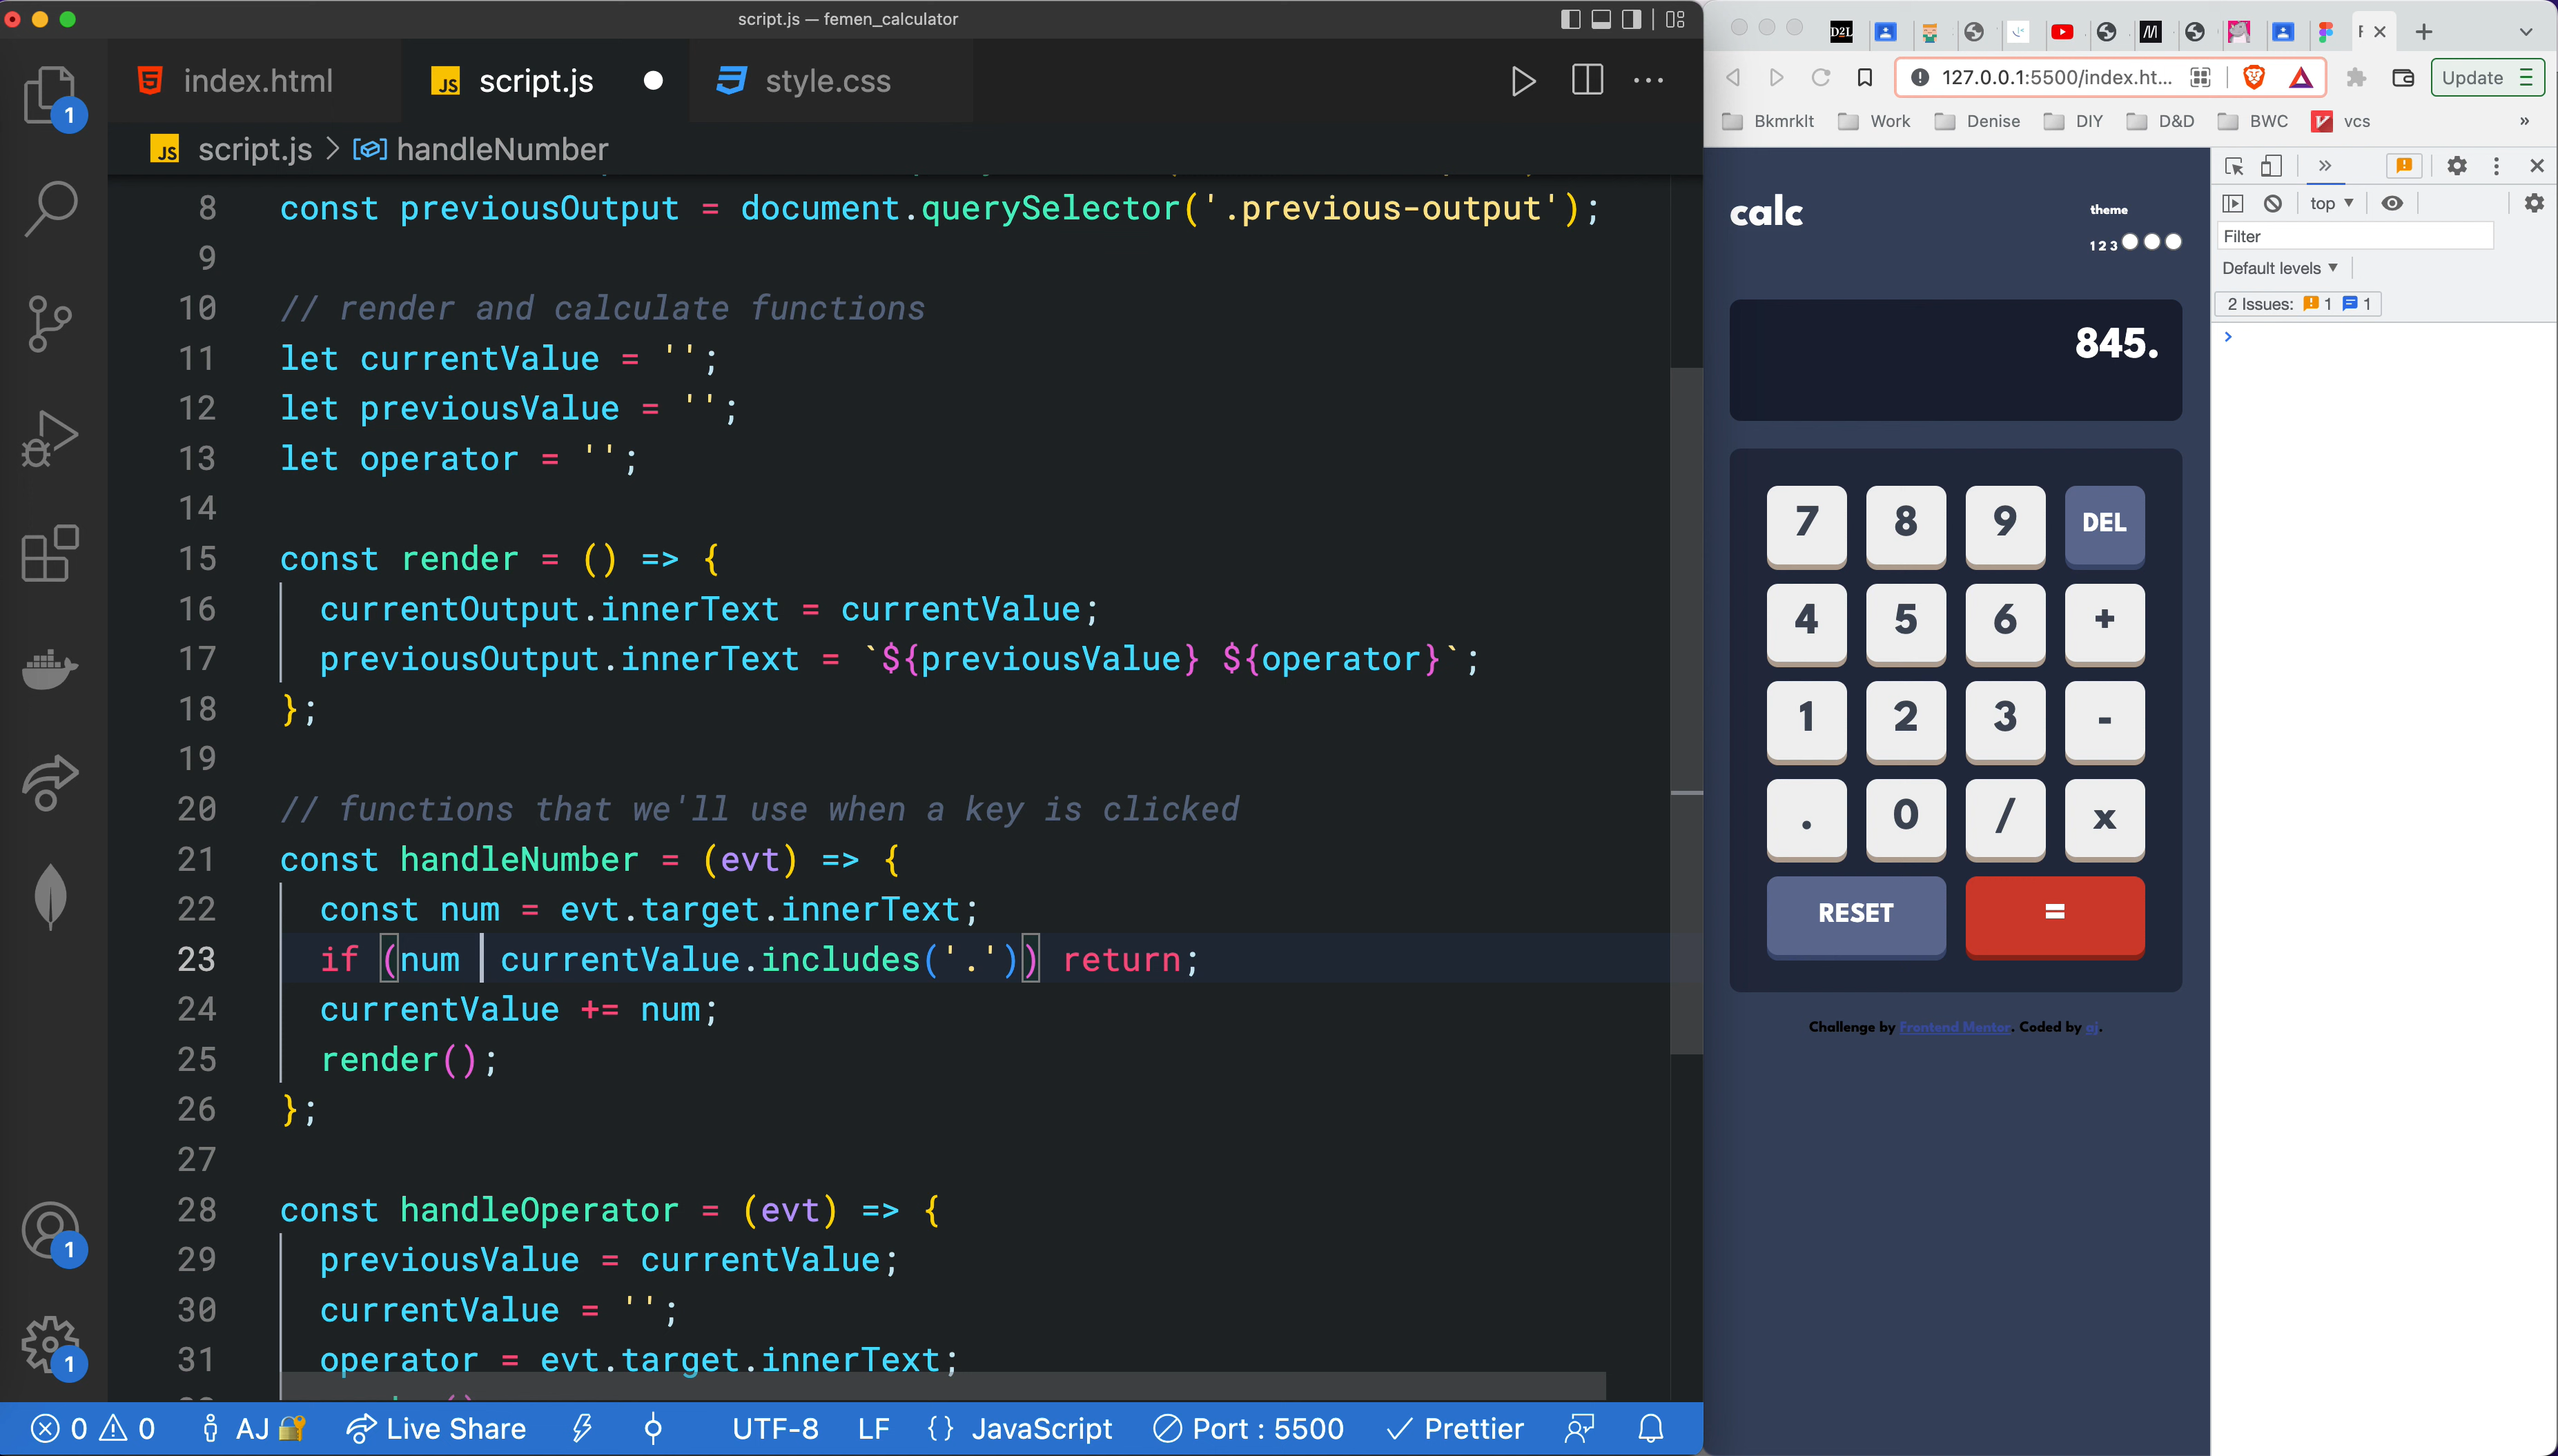 script.js — femen_calculator
index.html
script.js
style.css
1
JS script.js > handleNumber
8 const previousOutput = document.querySelector('.previous-output');
9
10 // render and calculate functions
11 let currentValue = '';
12 let previousValue = '';
13 let operator = '';
14
15 const render = () => {
16 currentOutput.innerText = currentValue;
17 previousOutput.innerText = `${previousValue} ${operator}`;
18 };
19
20 // functions that we'll use when a key is clicked
21 const handleNumber = (evt) => {
22 const num = evt.target.innerText;
23 if (num  currentValue.includes('.')) return;
24 currentValue += num;
25 render();
26 };
27
28 const handleOperator = (evt) => {
29 previousValue = currentValue;
30 currentValue = '';
31 operator = evt.target.innerText;
1
1
0 0 AJ Live Share UTF-8 LF {} JavaScript Port : 5500 Prettier
D2L
127.0.0.1:5500/index.ht...
Update
Bkmrklt Work Denise DIY D&D BWC vcs »
calc
theme
1 2 3
845.
7 8 9 DEL
4 5 6 +
1 2 3 -
. 0 / x
RESET =
Challenge by Frontend Mentor. Coded by aj.
top
Filter
Default levels
2 Issues: 1 1